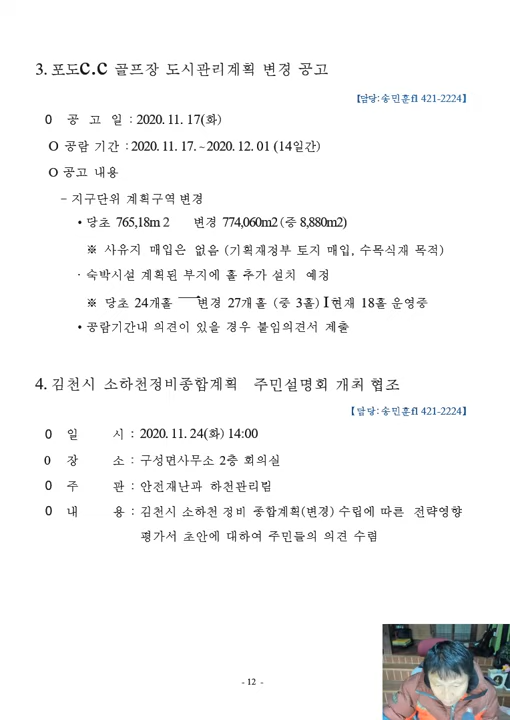 3. 포도C.C 골프장 도시관리계획 변경 공고
【담당:송민훈fl 421-2224】
O 공 고 일 : 2020. 11. 17(화)
O 공람 기간 : 2020. 11. 17. ~ 2020. 12. 01 (14일간)
O 공고 내용
- 지구단위 계획구역 변경
• 당초 765,18m 2 변경 774,060m2 (증 8,880m2)
※ 사유지 매입은 없음 (기획재정부 토지 매입, 수목식재 목적)
· 숙박시설 계획된 부지에 홀 추가 설치 예정
※ 당초 24개홀 변경 27개홀 (증 3홀) I 현재 18홀 운영중
• 공람기간내 의견이 있을 경우 붙임의견서 제출
4. 김천시 소하천정비종합계획 주민설명회 개최 협조
【담당:송민훈fl 421-2224】
0 일 시 : 2020. 11. 24(화) 14:00
0 장 소 : 구성면사무소 2층 회의실
0 주 관 : 안전재난과 하천관리팀
0 내 용 : 김천시 소하천 정비 종합계획(변경) 수립에 따른 전략영향
평가서 초안에 대하여 주민들의 의견 수렴
- 12 -